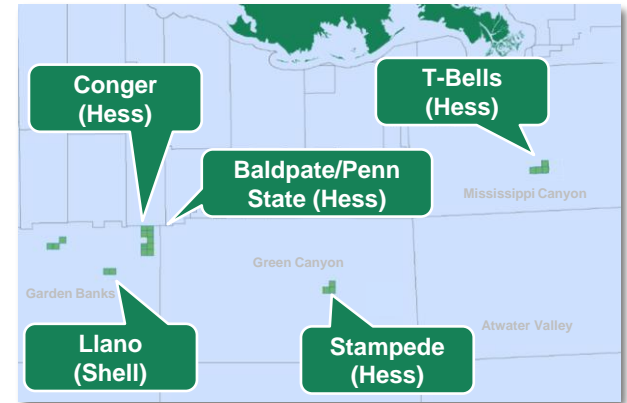 Conger
(Hess)
T-Bells
(Hess)
Baldpate/Penn
State (Hess)
Mississippi Canyon
Green Canyon
Garden Banks
Atwater Valley
Llano
(Shell)
Stampede
(Hess)